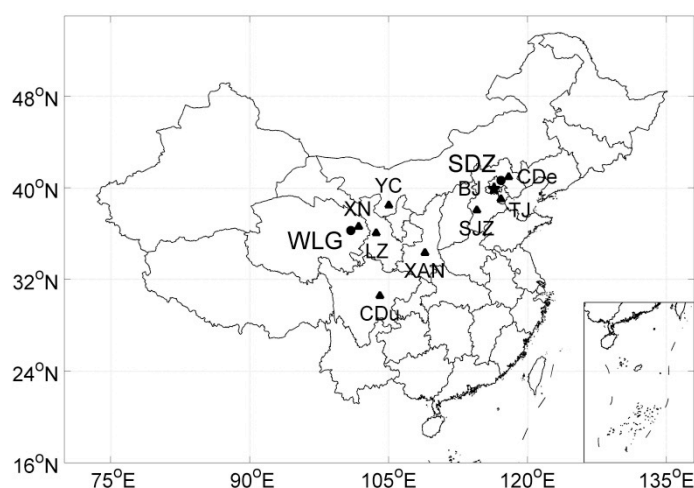 48°N
40°N
32°N
24°N
16°N
SDZ
CDe
BJ
TJ
SJZ
YC
XN
WLG
LZ
XAN
CDu
75°E
90°E
105°E
120°E
135°E